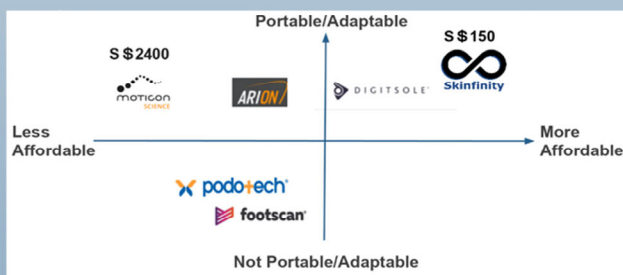 Portable/Adaptable
S $ 2400
S $ 150
moticon
SCIENCE
ARION
DIGITSOLE
Skinfinity
Less
Affordable
More
Affordable
podotech
footscan
Not Portable/Adaptable